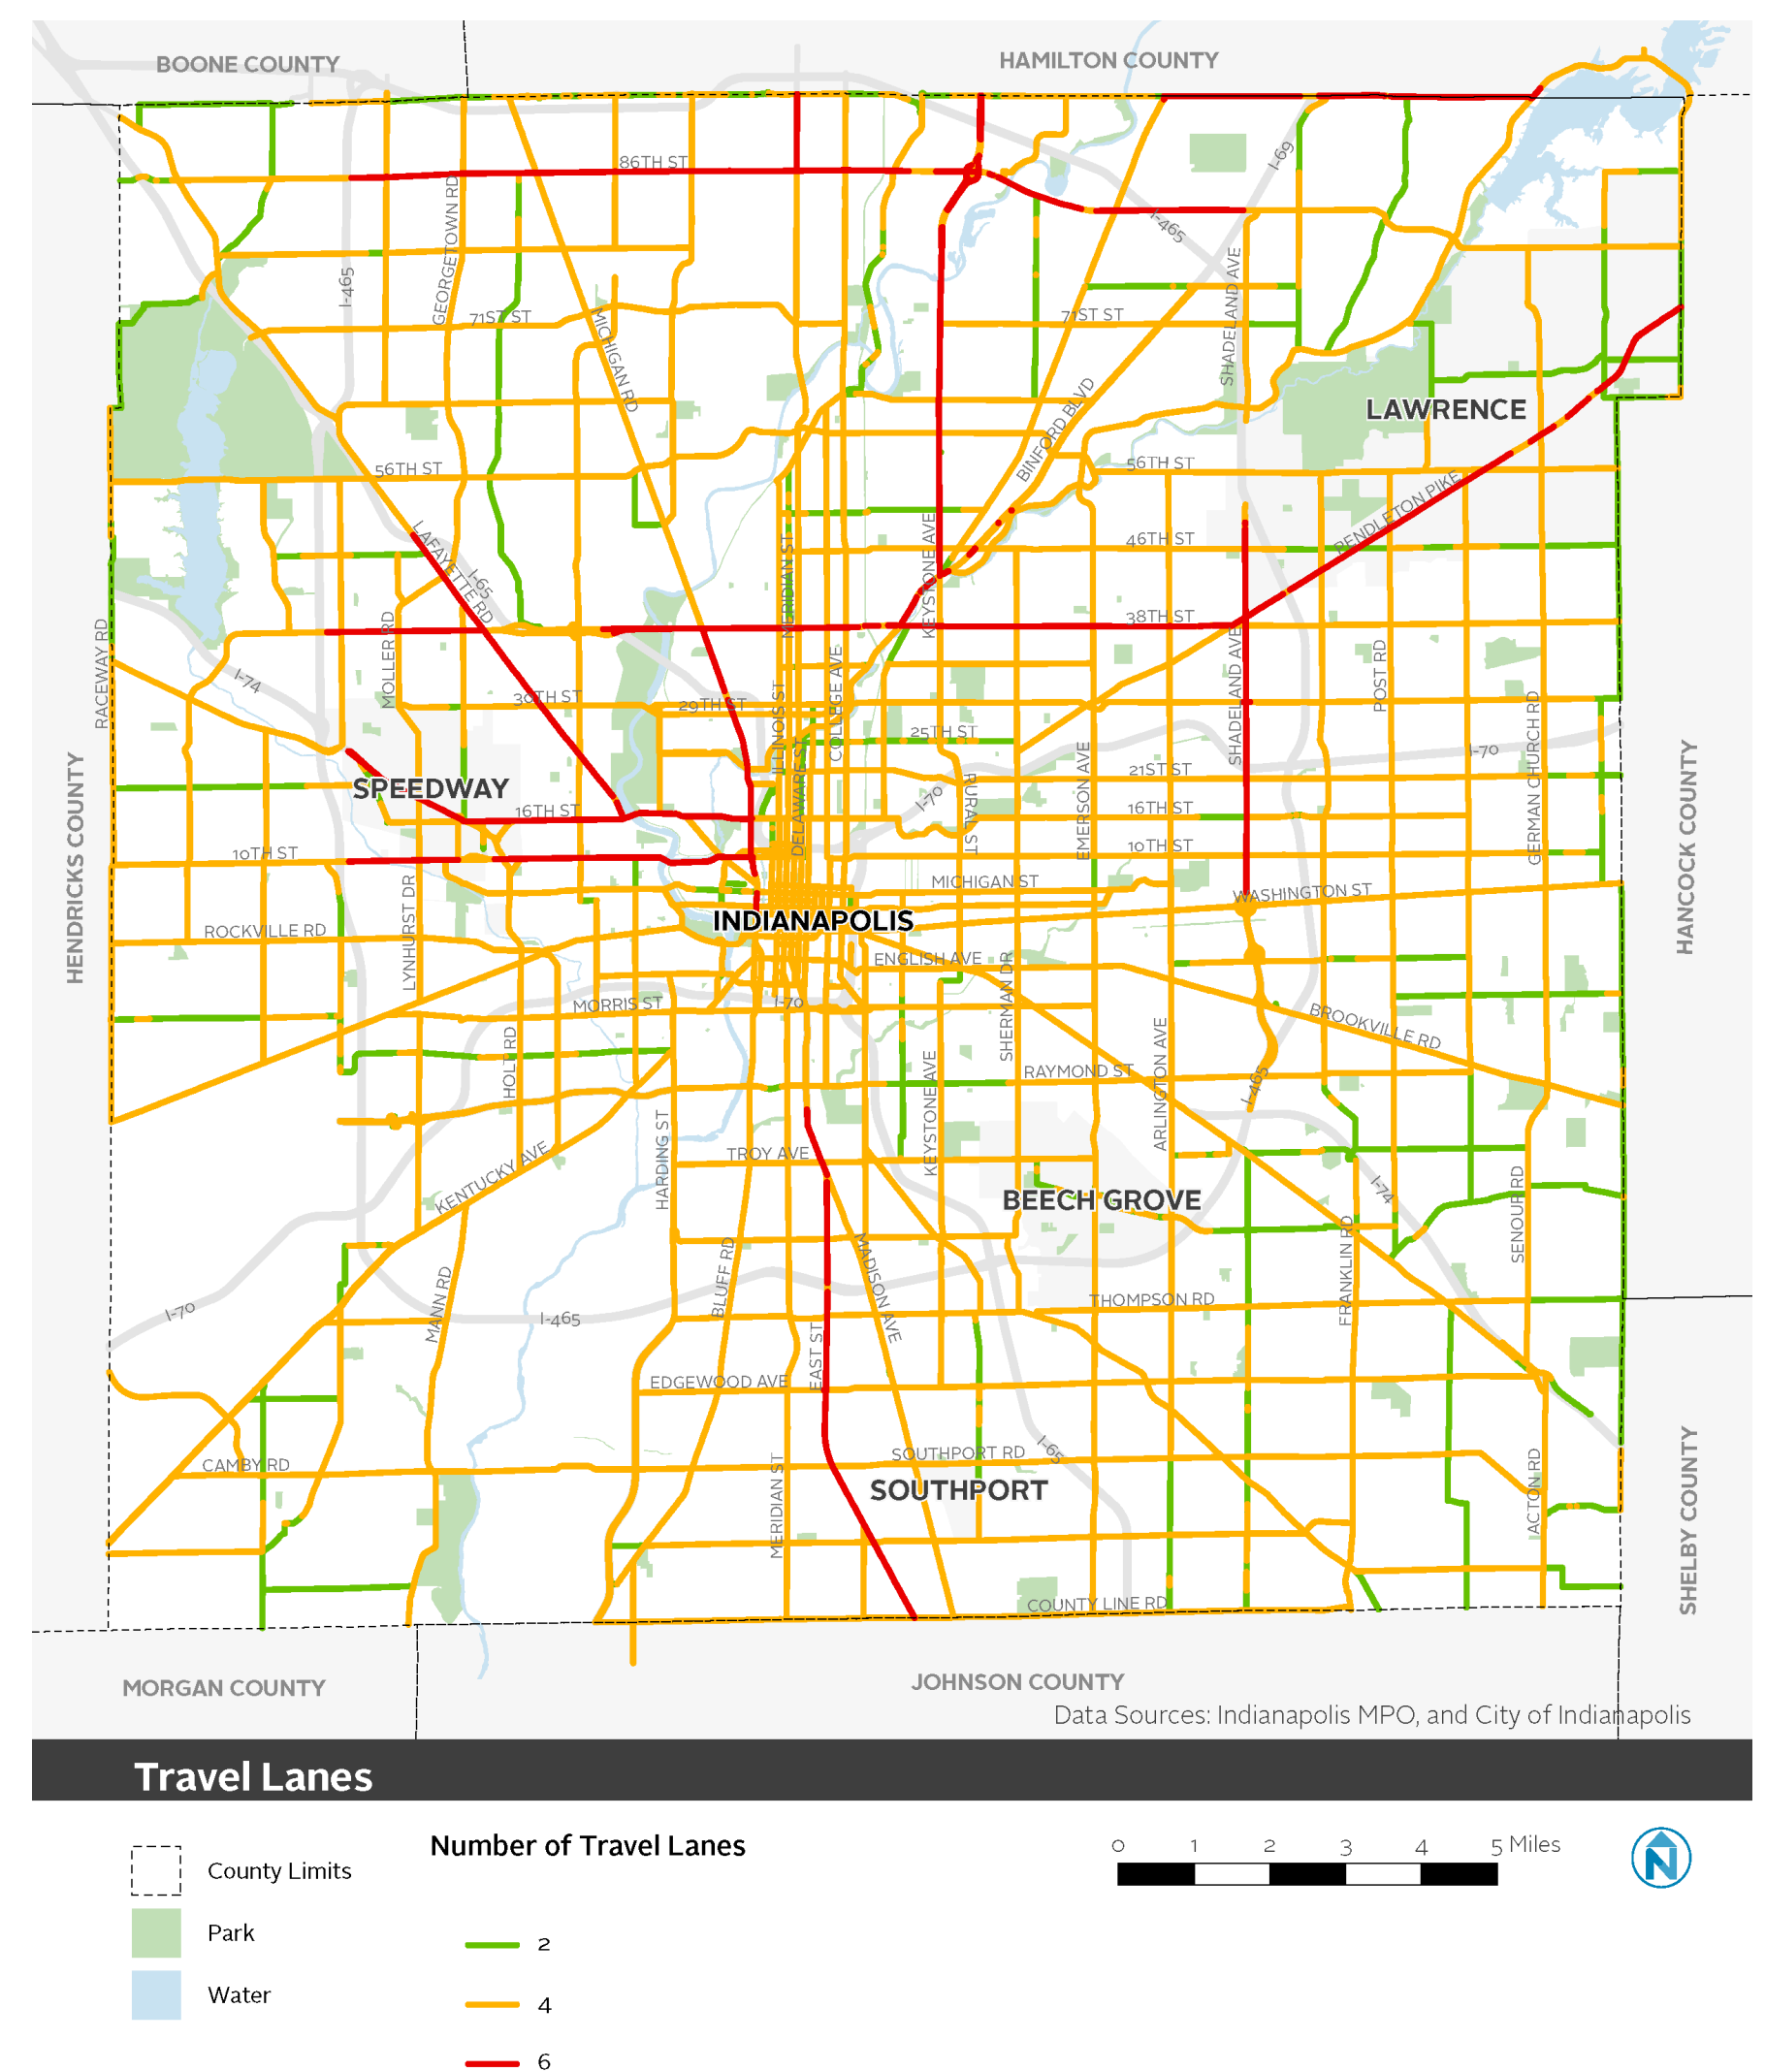 BOONE COUNTY
HAMILTON COUNTY
86TH ST
I-69
I-465
GEORGETOWN RD
I-465
SHADELAND AVE
71ST ST
71ST ST
MICHIGAN RD
BINFORD BLVD
LAWRENCE
56TH ST
56TH ST
PENDLETON PIKE
LAFAYETTE RD
I-65
MERIDIAN ST
KEYSTONE AVE
46TH ST
38TH ST
RACEWAY RD
MOLLER RD
I-74
30TH ST
29TH ST
ILLINOIS ST
COLLEGE AVE
SHADELAND AVE
POST RD
25TH ST
I-70
GERMAN CHURCH RD
HENDRICKS COUNTY
HANCOCK COUNTY
SPEEDWAY
DELAWARE ST
I-70
RURAL ST
EMERSON AVE
21ST ST
16TH ST
16TH ST
10TH ST
10TH ST
MICHIGAN ST
WASHINGTON ST
LYNHURST DR
INDIANAPOLIS
ROCKVILLE RD
ENGLISH AVE
SHERMAN DR
MORRIS ST
I-70
BROOKVILLE RD
HOLT RD
KEYSTONE AVE
RAYMOND ST
ARLINGTON AVE
I-465
HARDING ST
TROY AVE
KENTUCKY AVE
BEECH GROVE
I-74
SENOUR RD
FRANKLIN RD
BLUFF RD
MADISON AVE
MANN RD
I-70
I-465
THOMPSON RD
EAST ST
EDGEWOOD AVE
CAMBY RD
SOUTHPORT RD
I-65
MERIDIAN ST
SOUTHPORT
ACTON RD
SHELBY COUNTY
COUNTY LINE RD
MORGAN COUNTY
JOHNSON COUNTY
Data Sources: Indianapolis MPO, and City of Indianapolis
Travel Lanes
Number of Travel Lanes
0 1 2 3 4 5 Miles
N
County Limits
Park
Water
2
4
6